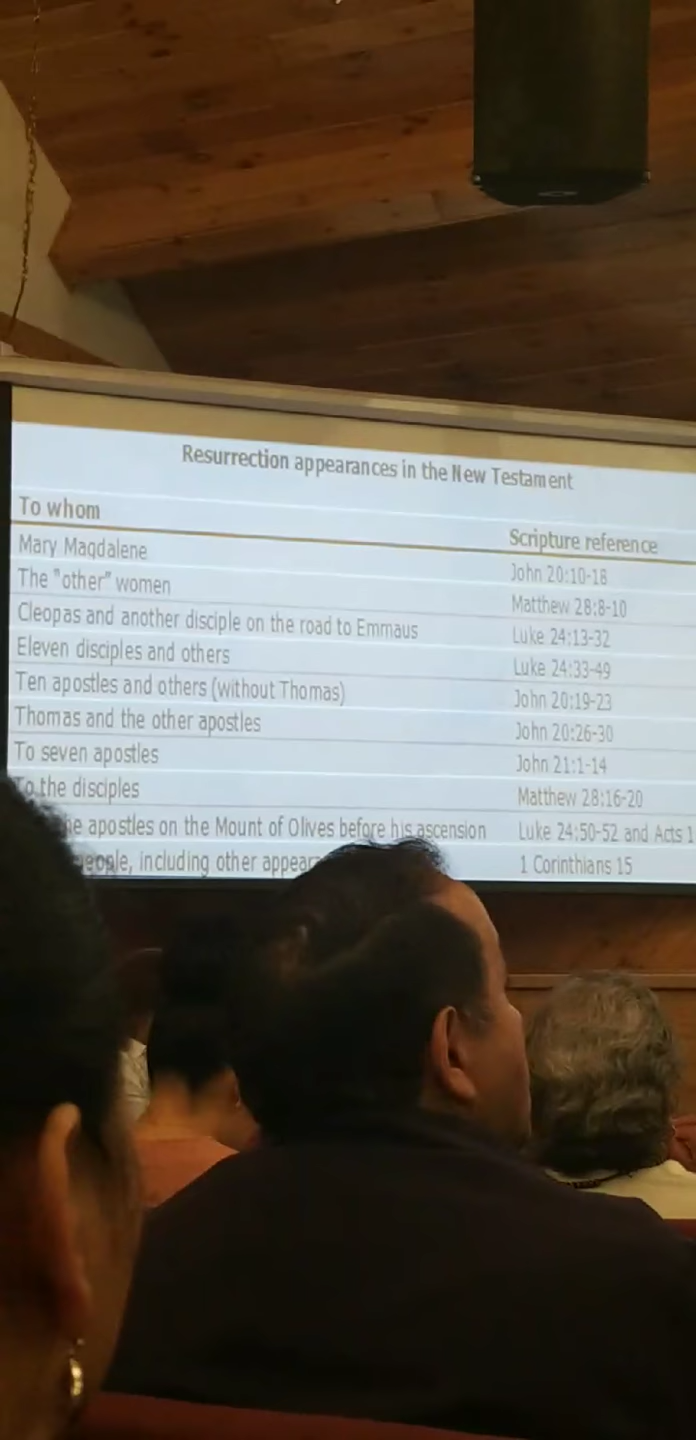 Resurrection appearances in the New Testament
To whom Scripture reference
Mary Magdalene John 20:10-18
The "other" women Matthew 28:8-10
Cleopas and another disciple on the road to Emmaus Luke 24:13-32
Eleven disciples and others Luke 24:33-49
Ten apostles and others (without Thomas) John 20:19-23
Thomas and the other apostles John 20:26-30
To seven apostles John 21:1-14
To the disciples Matthew 28:16-20
apostles on the Mount of Olives before his ascension Luke 24:50-52 and Acts 1
people, including other 1 Corinthians 15